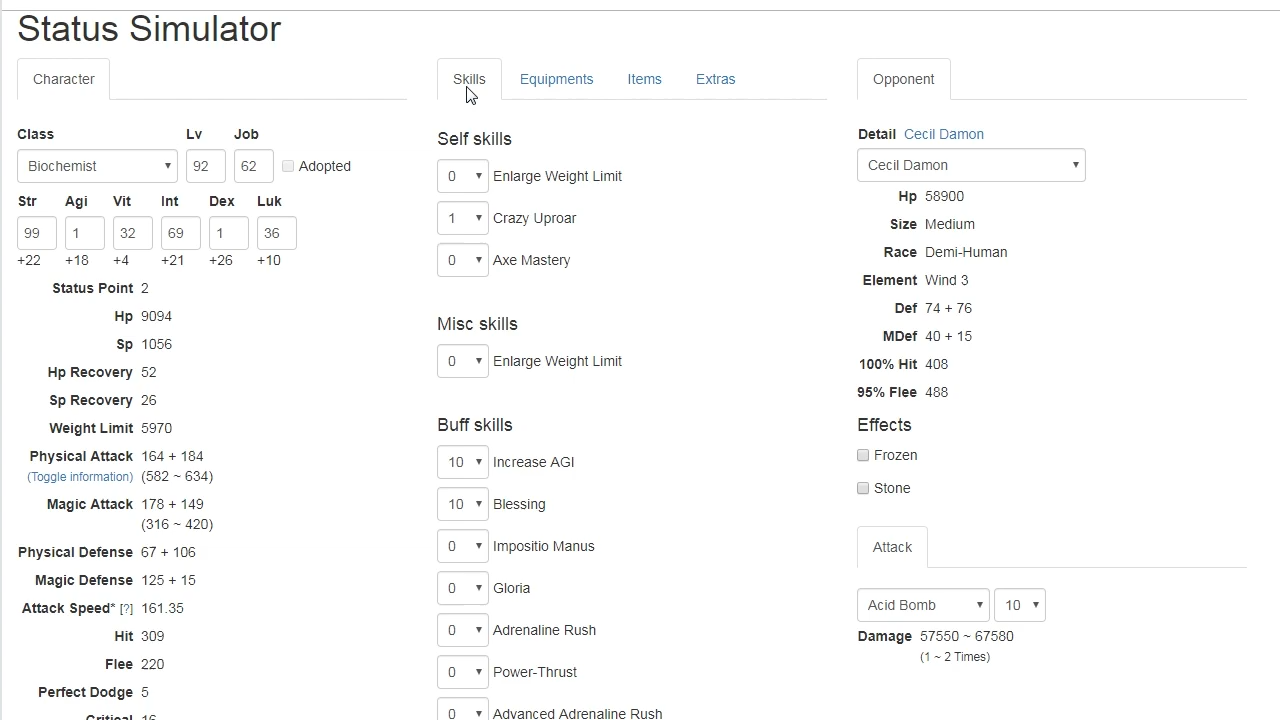 Status Simulator
Character
Class Lv Job
Biochemist 92 62 Adopted
Str Agi Vit Int Dex Luk
99 1 32 69 1 36
+22 +18 +4 +21 +26 +10
Status Point 2
Hp 9094
Sp 1056
Hp Recovery 52
Sp Recovery 26
Weight Limit 5970
Physical Attack 164 + 184
(Toggle information) (582 ~ 634)
Magic Attack 178 + 149
(316 ~ 420)
Physical Defense 67 + 106
Magic Defense 125 + 15
Attack Speed* [?] 161.35
Hit 309
Flee 220
Perfect Dodge 5
Critical 16
Skills Equipments Items Extras
Self skills
0 Enlarge Weight Limit
1 Crazy Uproar
0 Axe Mastery
Misc skills
0 Enlarge Weight Limit
Buff skills
10 Increase AGI
10 Blessing
0 Impositio Manus
0 Gloria
0 Adrenaline Rush
0 Power-Thrust
0 Advanced Adrenaline Rush
Opponent
Detail Cecil Damon
Cecil Damon
Hp 58900
Size Medium
Race Demi-Human
Element Wind 3
Def 74 + 76
MDef 40 + 15
100% Hit 408
95% Flee 488
Effects
Frozen
Stone
Attack
Acid Bomb 10
Damage 57550 ~ 67580
(1 ~ 2 Times)